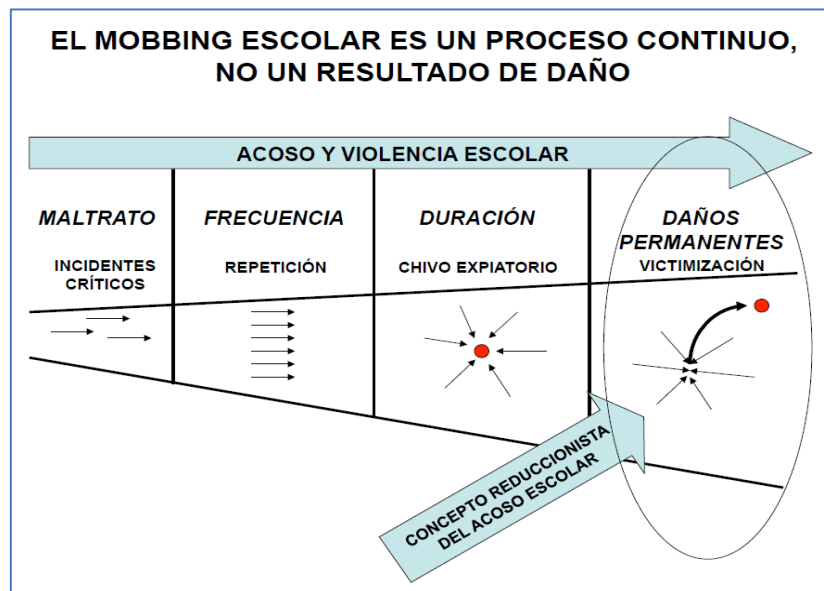 EL MOBBING ESCOLAR ES UN PROCESO CONTINUO,
NO UN RESULTADO DE DAÑO
ACOSO Y VIOLENCIA ESCOLAR
MALTRATO
INCIDENTES
CRÍTICOS
FRECUENCIA
REPETICIÓN
DURACIÓN
CHIVO EXPIATORIO
DAÑOS
PERMANENTES
VICTIMIZACIÓN
CONCEPTO REDUCCIONISTA
DEL ACOSO ESCOLAR